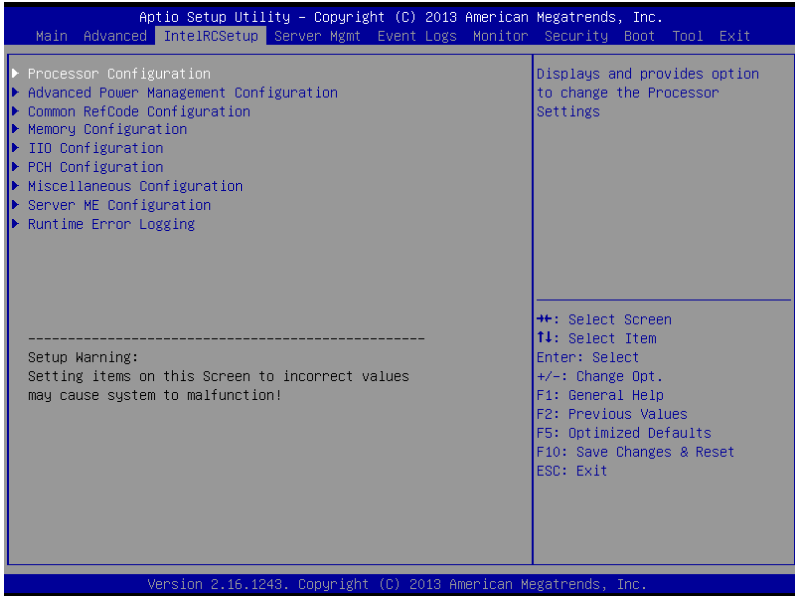 Aptio Setup Utility – Copyright (C) 2013 American Megatrends, Inc.
Main Advanced IntelRCSetup Server Mgmt Event Logs Monitor Security Boot Tool Exit
Processor Configuration
Advanced Power Management Configuration
Common RefCode Configuration
Memory Configuration
IIO Configuration
PCH Configuration
Miscellaneous Configuration
Server ME Configuration
Runtime Error Logging
--------------------------------------------------
Setup Warning:
Setting items on this Screen to incorrect values
may cause system to malfunction!
Displays and provides option
to change the Processor
Settings
→←: Select Screen
↑↓: Select Item
Enter: Select
+/-: Change Opt.
F1: General Help
F2: Previous Values
F5: Optimized Defaults
F10: Save Changes & Reset
ESC: Exit
Version 2.16.1243. Copyright (C) 2013 American Megatrends, Inc.